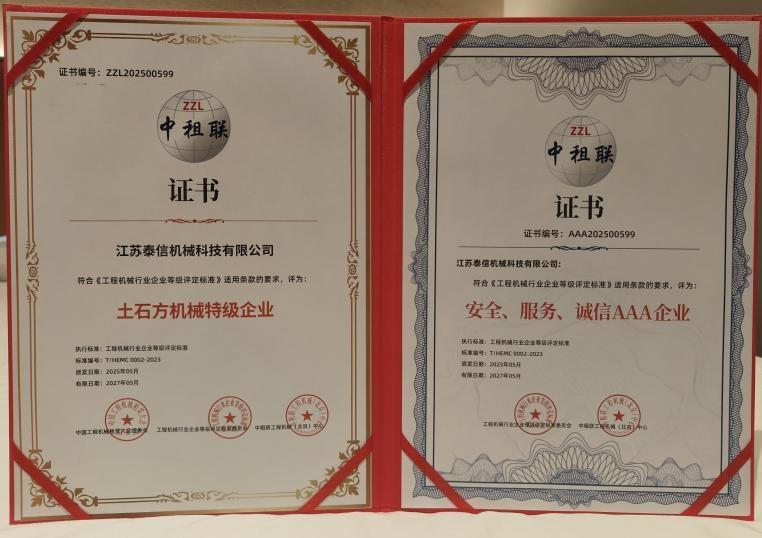 证书编号：ZZL202500599
ZZL
中租联
证书
江苏泰信机械科技有限公司
符合《工程机械行业企业等级评定标准》适用条款的要求，评为：
土石方机械特级企业
执行标准：工程机械行业企业等级评定标准
标准编号：T/HEMC 0002-2023
颁发日期：2025年05月
有限日期：2027年05月
ZZL
中租联
证书
证书编号：AAA202500599
江苏泰信机械科技有限公司：
符合《工程机械行业企业等级评定标准》适用条款的要求，评为：
安全、服务、诚信AAA企业
执行标准：工程机械行业企业等级评定标准
标准编号：T/HEMC 0002-2023
颁发日期：2025年05月
有限日期：2027年05月